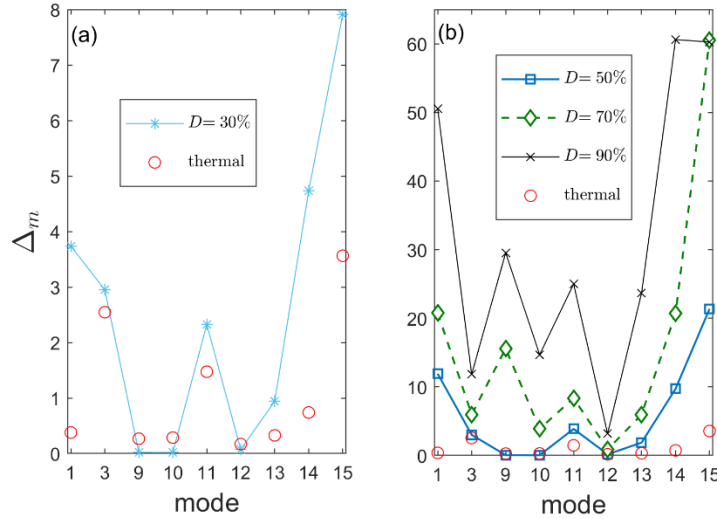 (a)
8
7
6
5
4
3
2
1
0
Δm
D = 30%
thermal
1 3 9 10 11 12 13 14 15
mode
(b)
60
50
40
30
20
10
0
D = 50%
D = 70%
D = 90%
thermal
1 3 9 10 11 12 13 14 15
mode